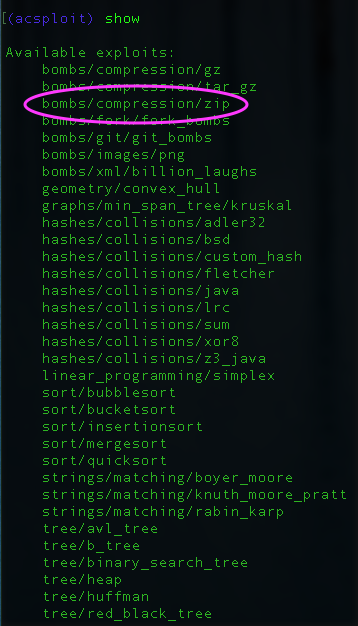 [(acsploit) show
Available exploits:
bombs/compression/gz
bombs/compression/tar_gz
bombs/compression/zip
bombs/fork/fork_bombs
bombs/git/git_bombs
bombs/images/png
bombs/xml/billion_laughs
geometry/convex_hull
graphs/min_span_tree/kruskal
hashes/collisions/adler32
hashes/collisions/bsd
hashes/collisions/custom_hash
hashes/collisions/fletcher
hashes/collisions/java
hashes/collisions/lrc
hashes/collisions/sum
hashes/collisions/xor8
hashes/collisions/z3_java
linear_programming/simplex
sort/bubblesort
sort/bucketsort
sort/insertionsort
sort/mergesort
sort/quicksort
strings/matching/boyer_moore
strings/matching/knuth_moore_pratt
strings/matching/rabin_karp
tree/avl_tree
tree/b_tree
tree/binary_search_tree
tree/heap
tree/huffman
tree/red_black_tree